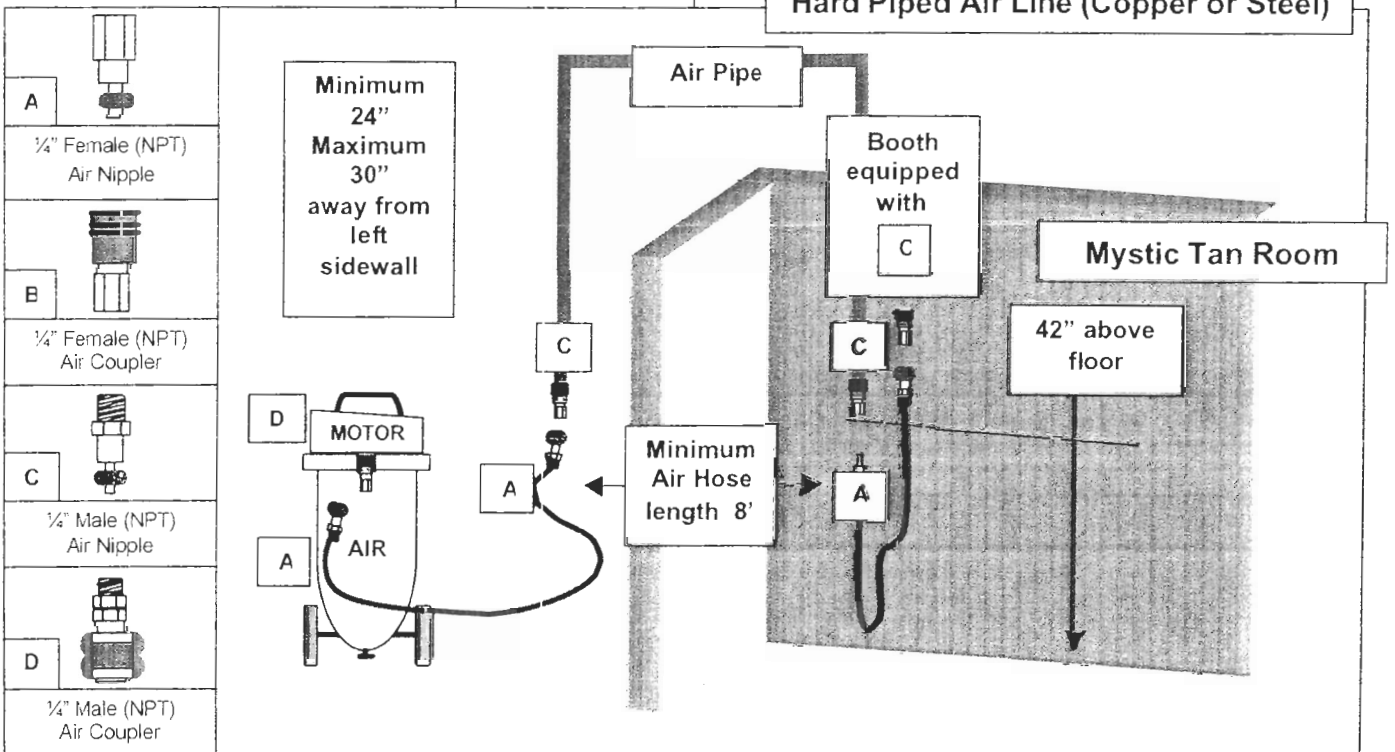 Hard Piped Air Line (Copper or Steel)
A
¼" Female (NPT)
Air Nipple
B
¼" Female (NPT)
Air Coupler
C
¼" Male (NPT)
Air Nipple
D
¼" Male (NPT)
Air Coupler
Minimum
24"
Maximum
30"
away from
left
sidewall
Air Pipe
Booth
equipped
with
C
Mystic Tan Room
42" above
floor
C
C
D
MOTOR
A
AIR
A
Minimum
Air Hose
length 8'
A